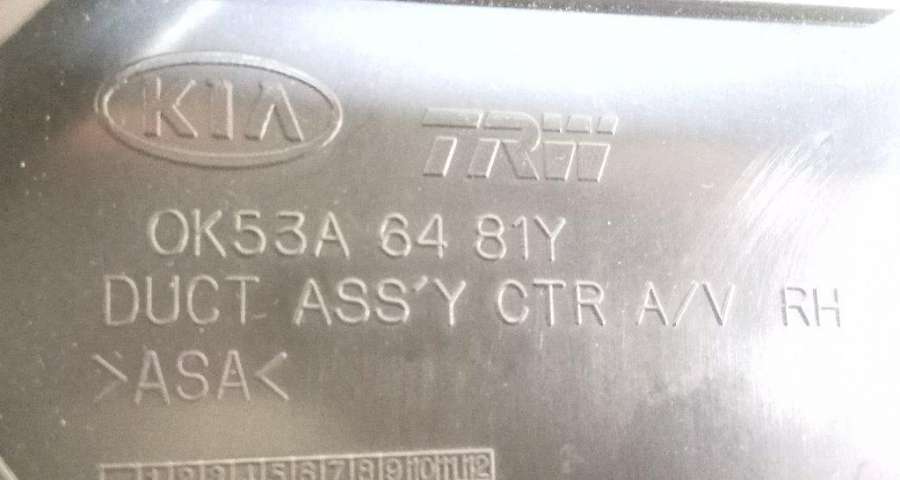 KIA TRW
0K53A 64 81Y
DUCT ASS'Y CTR A/V RH
>ASA<
1 2 3 4 5 6 7 8 9 10 11 12